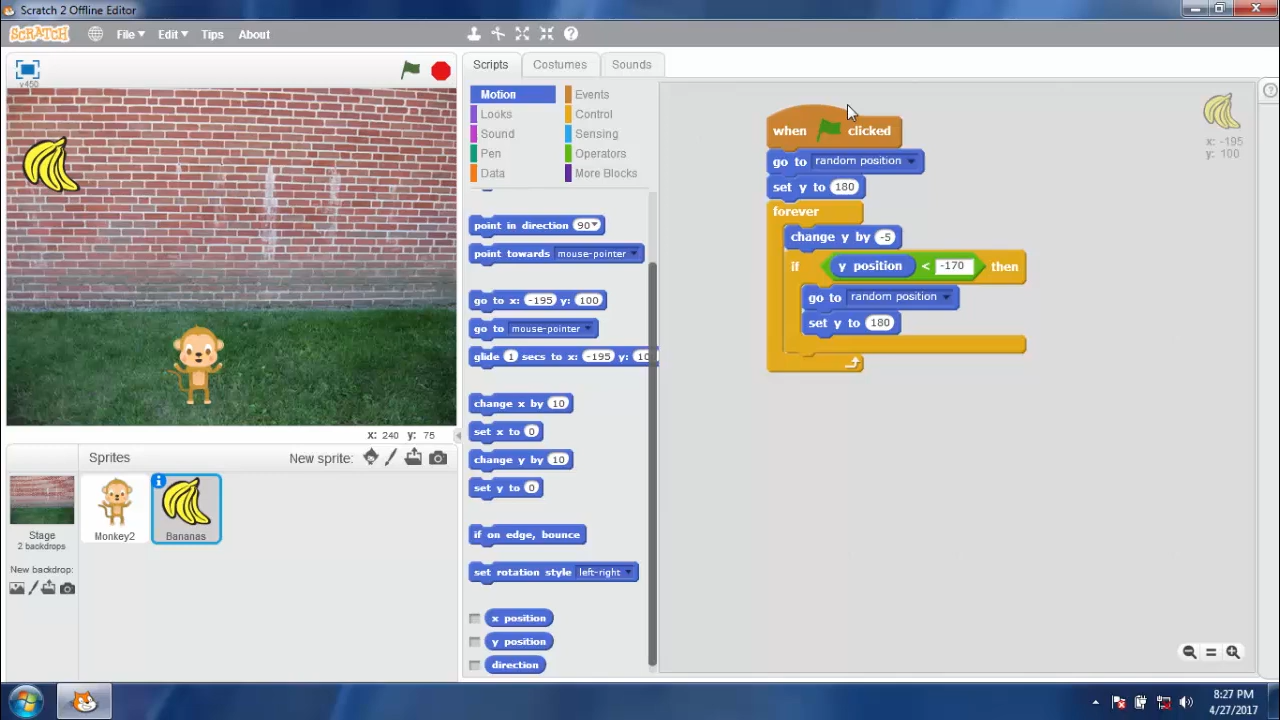 Scratch 2 Offline Editor
SCRATCH File Edit Tips About
v450
Scripts Costumes Sounds
Motion Events
Looks Control
Sound Sensing
Pen Operators
Data More Blocks
point in direction 90
point towards mouse-pointer
go to x: -195 y: 100
go to mouse-pointer
glide 1 secs to x: -195 y: 10
change x by 10
set x to 0
change y by 10
set y to 0
if on edge, bounce
set rotation style left-right
x position
y position
direction
when clicked
go to random position
set y to 180
forever
change y by -5
if y position < -170 then
go to random position
set y to 180
x: -195
y: 100
x: 240 y: 75
Sprites New sprite:
Stage
2 backdrops
New backdrop:
Monkey2
Bananas
8:27 PM
4/27/2017